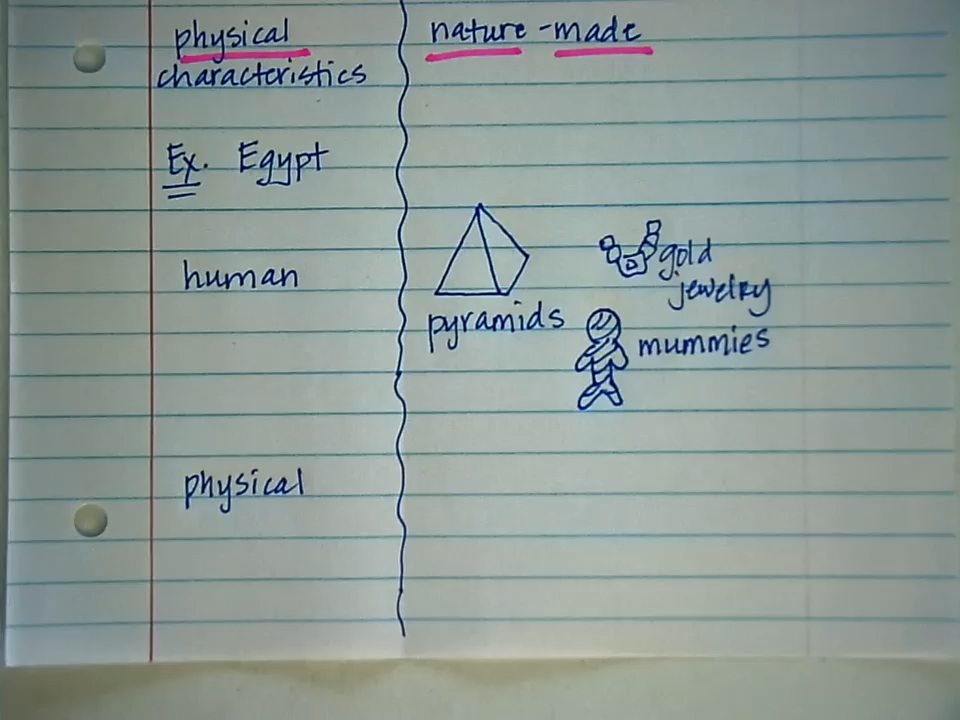 physical nature-made
characteristics
Ex. Egypt
human
gold
jewelry
pyramids
mummies
physical